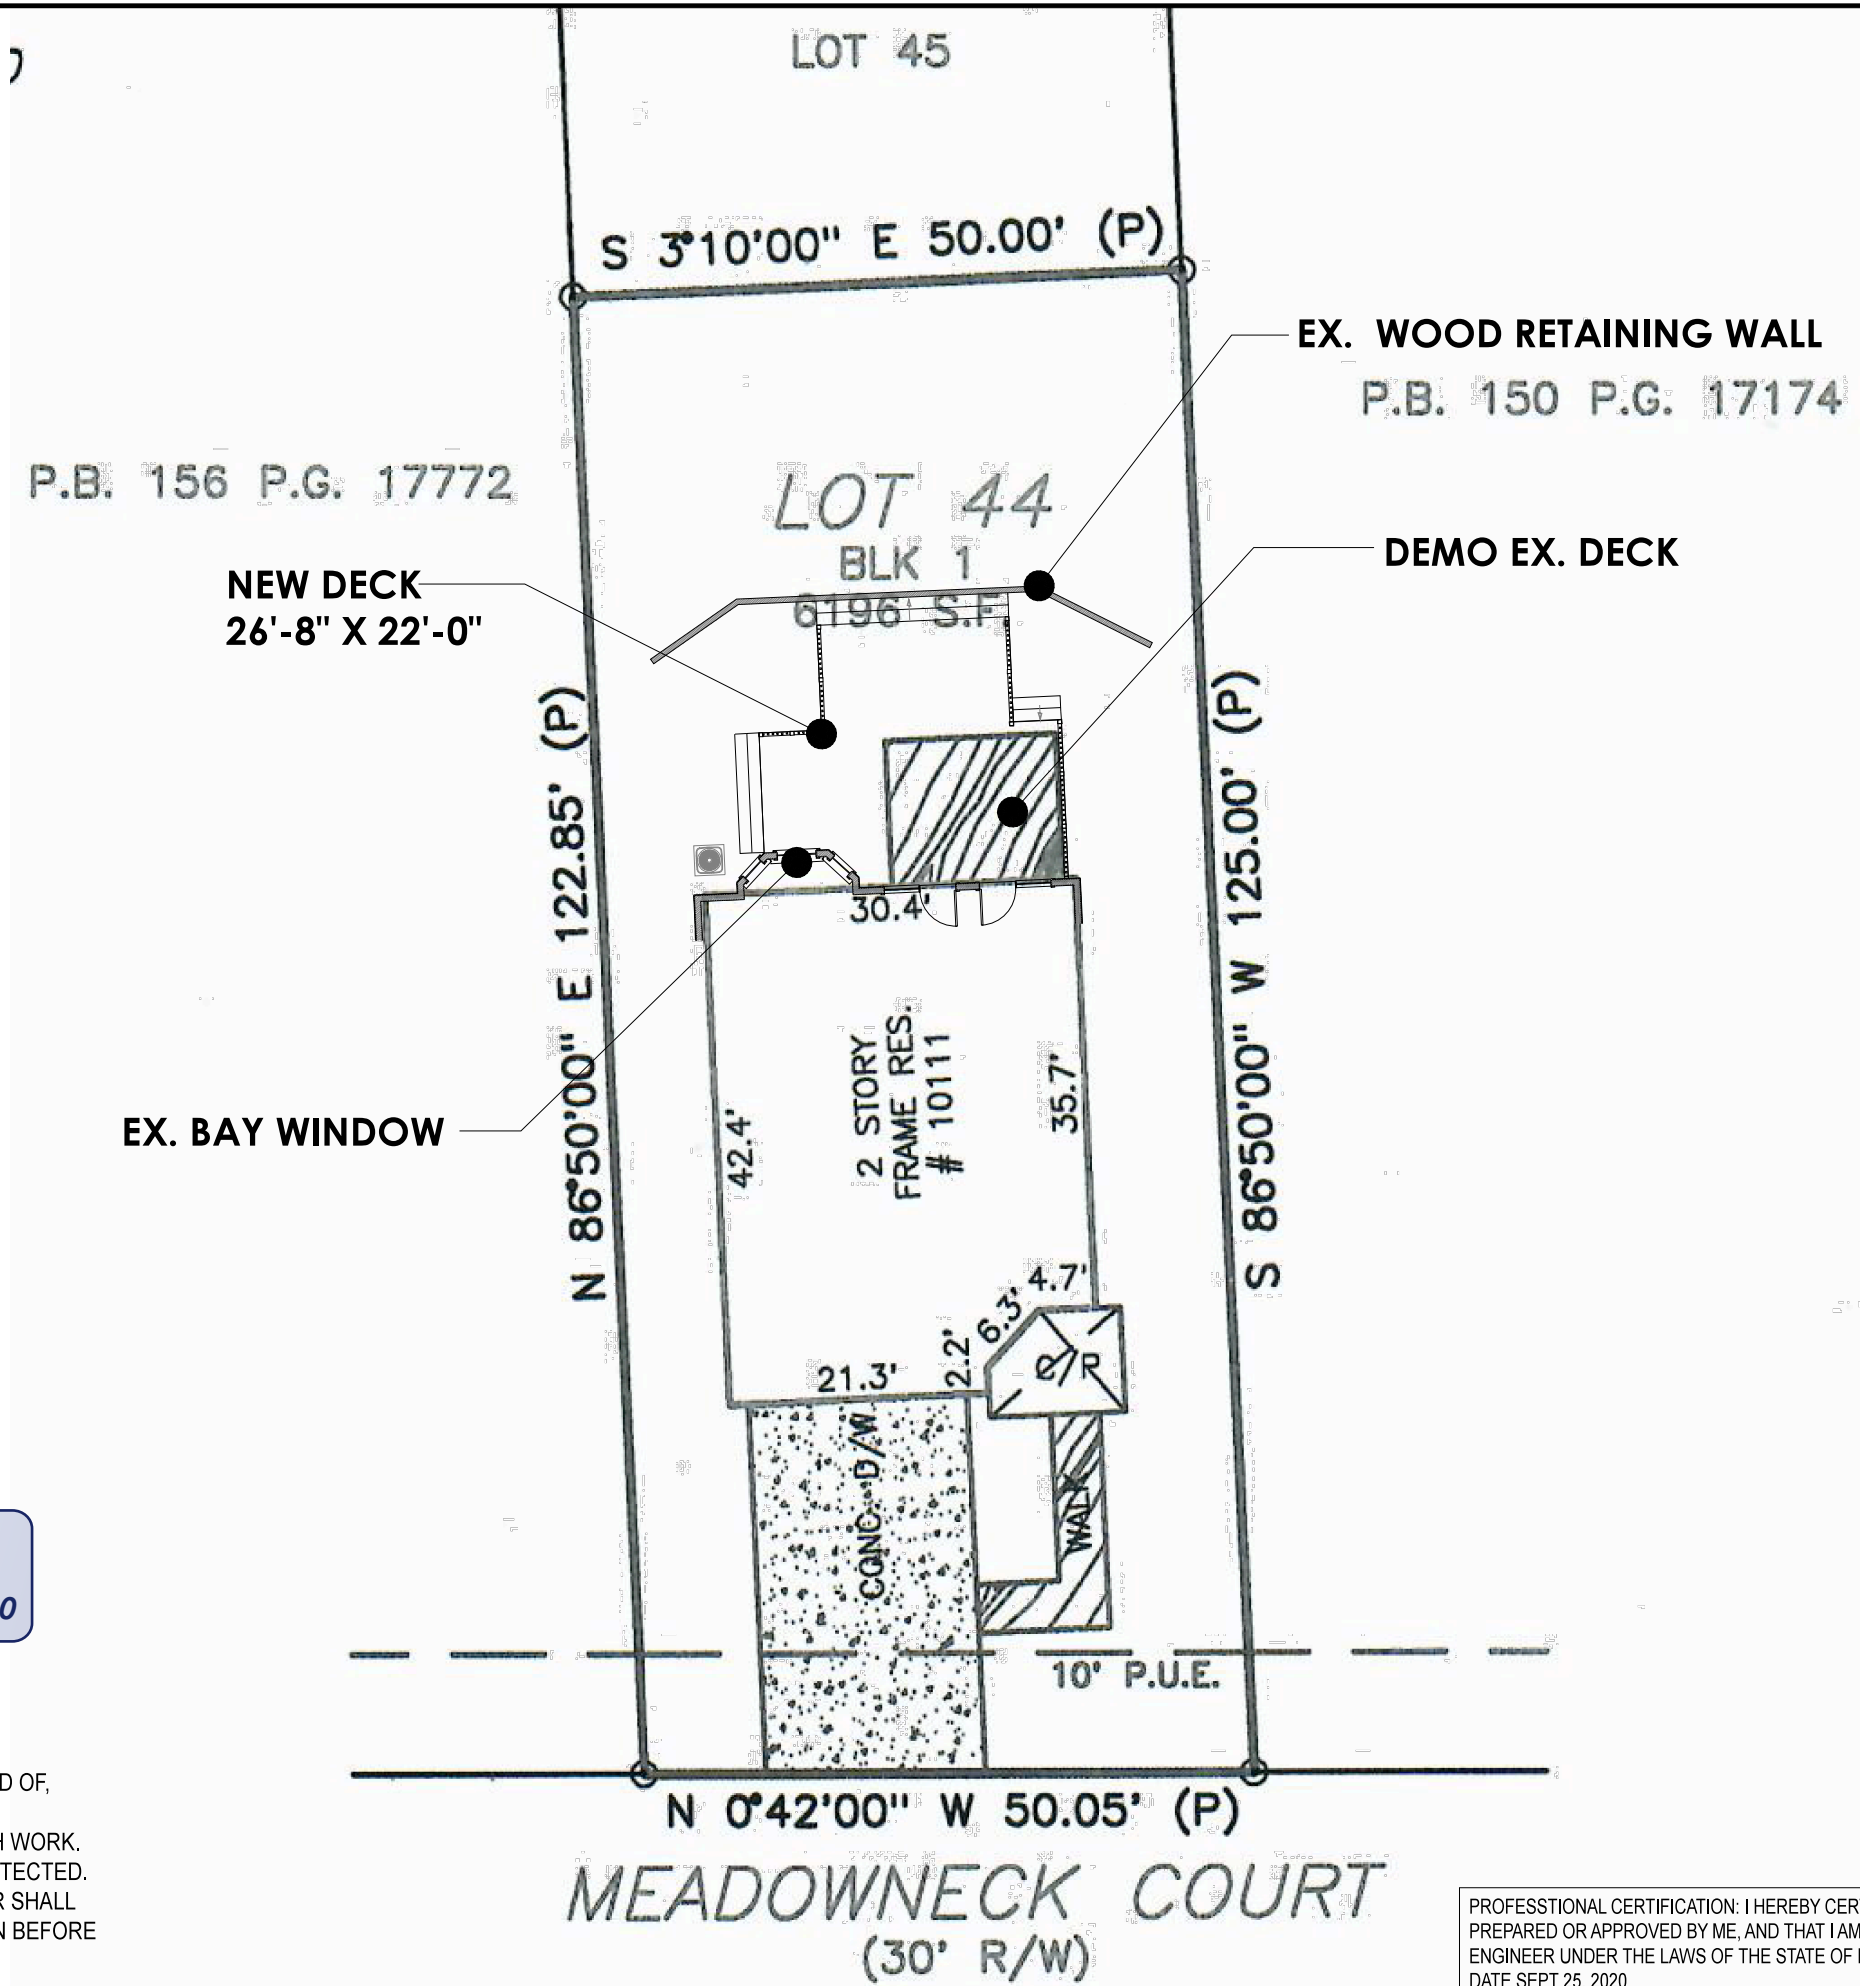 LOT 45
S 3°10'00" E 50.00' (P)
EX. WOOD RETAINING WALL
P.B. 150 P.G. 17174
P.B. 156 P.G. 17772
LOT 44
BLK 1
6196 S.F
DEMO EX. DECK
NEW DECK
26'-8" X 22'-0"
N 86°50'00" E 122.85' (P)
S 86°50'00" W 125.00' (P)
30.4'
EX. BAY WINDOW
42.4'
2 STORY
FRAME RES.
# 10111
35.7'
4.7'
6.3'
2.2'
21.3'
C/R
CONC. D/W
WALK
10' P.U.E.
N 0°42'00" W 50.05' (P)
MEADOWNECK COURT
(30' R/W)
0
D OF,
H WORK.
TECTED.
R SHALL
N BEFORE
PROFESSTIONAL CERTIFICATION: I HEREBY CER
PREPARED OR APPROVED BY ME, AND THAT I AM
ENGINEER UNDER THE LAWS OF THE STATE OF
DATE SEPT 25, 2020